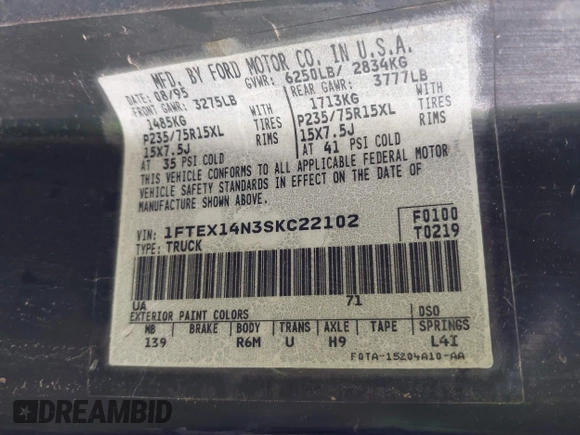 MFD. BY FORD MOTOR CO. IN U.S.A.
DATE: 08/95 GVWR: 6250LB/ 2834KG
FRONT GAWR: 3275LB REAR GAWR: 3777LB
1485KG WITH 1713KG WITH
P235/75R15XL TIRES P235/75R15XL TIRES
15X7.5J RIMS 15X7.5J RIMS
AT 35 PSI COLD AT 41 PSI COLD
THIS VEHICLE CONFORMS TO ALL APPLICABLE FEDERAL MOTOR
VEHICLE SAFETY STANDARDS IN EFFECT ON THE DATE OF
MANUFACTURE SHOWN ABOVE.
VIN: 1FTEX14N3SKC22102 F0100
TYPE: TRUCK T0219
UA 71
EXTERIOR PAINT COLORS DSO
WB BRAKE BODY TRANS AXLE TAPE SPRINGS
139 R6M U H9 L4I
F0TA-15204A10-AA
DREAMBID